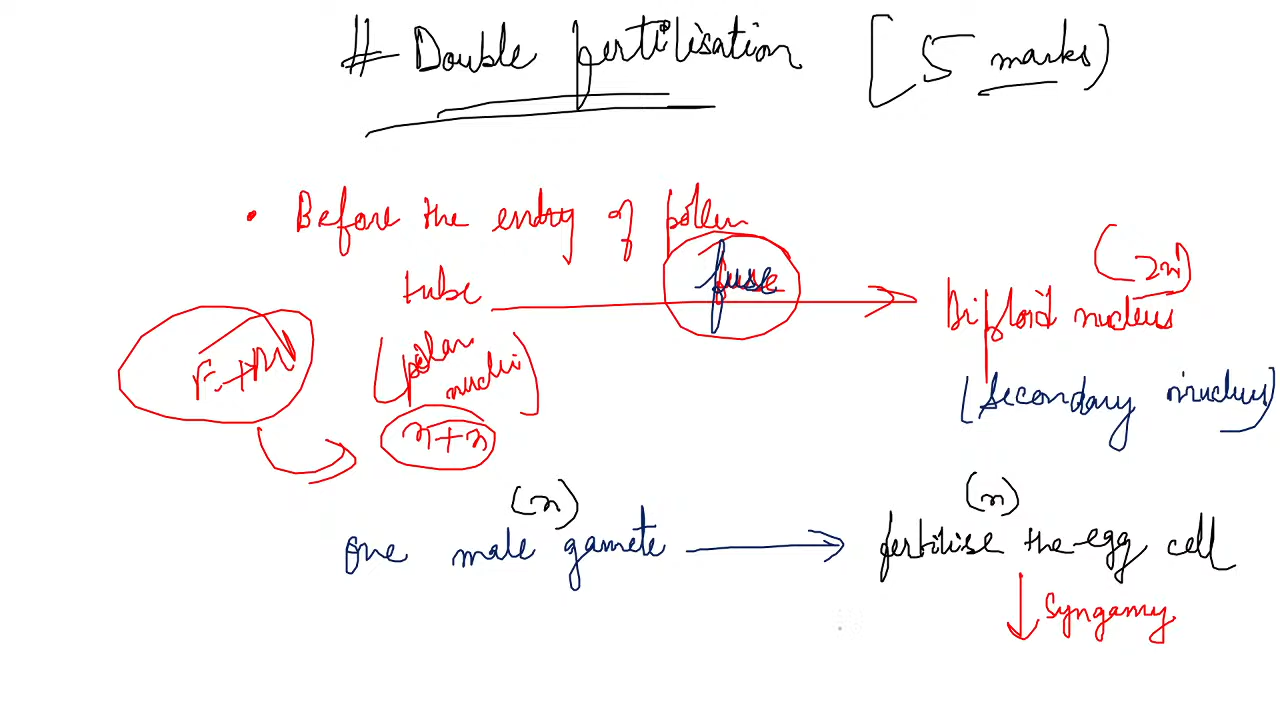 # Double fertilisation [5 marks)
• Before the entry of pollen
tube fuse Diploid nucleus (2n)
(polar nuclei) [Secondary nucleus]
F+M
n+n
(n) (n)
one male gamete → fertilise the egg cell
↓ Syngamy